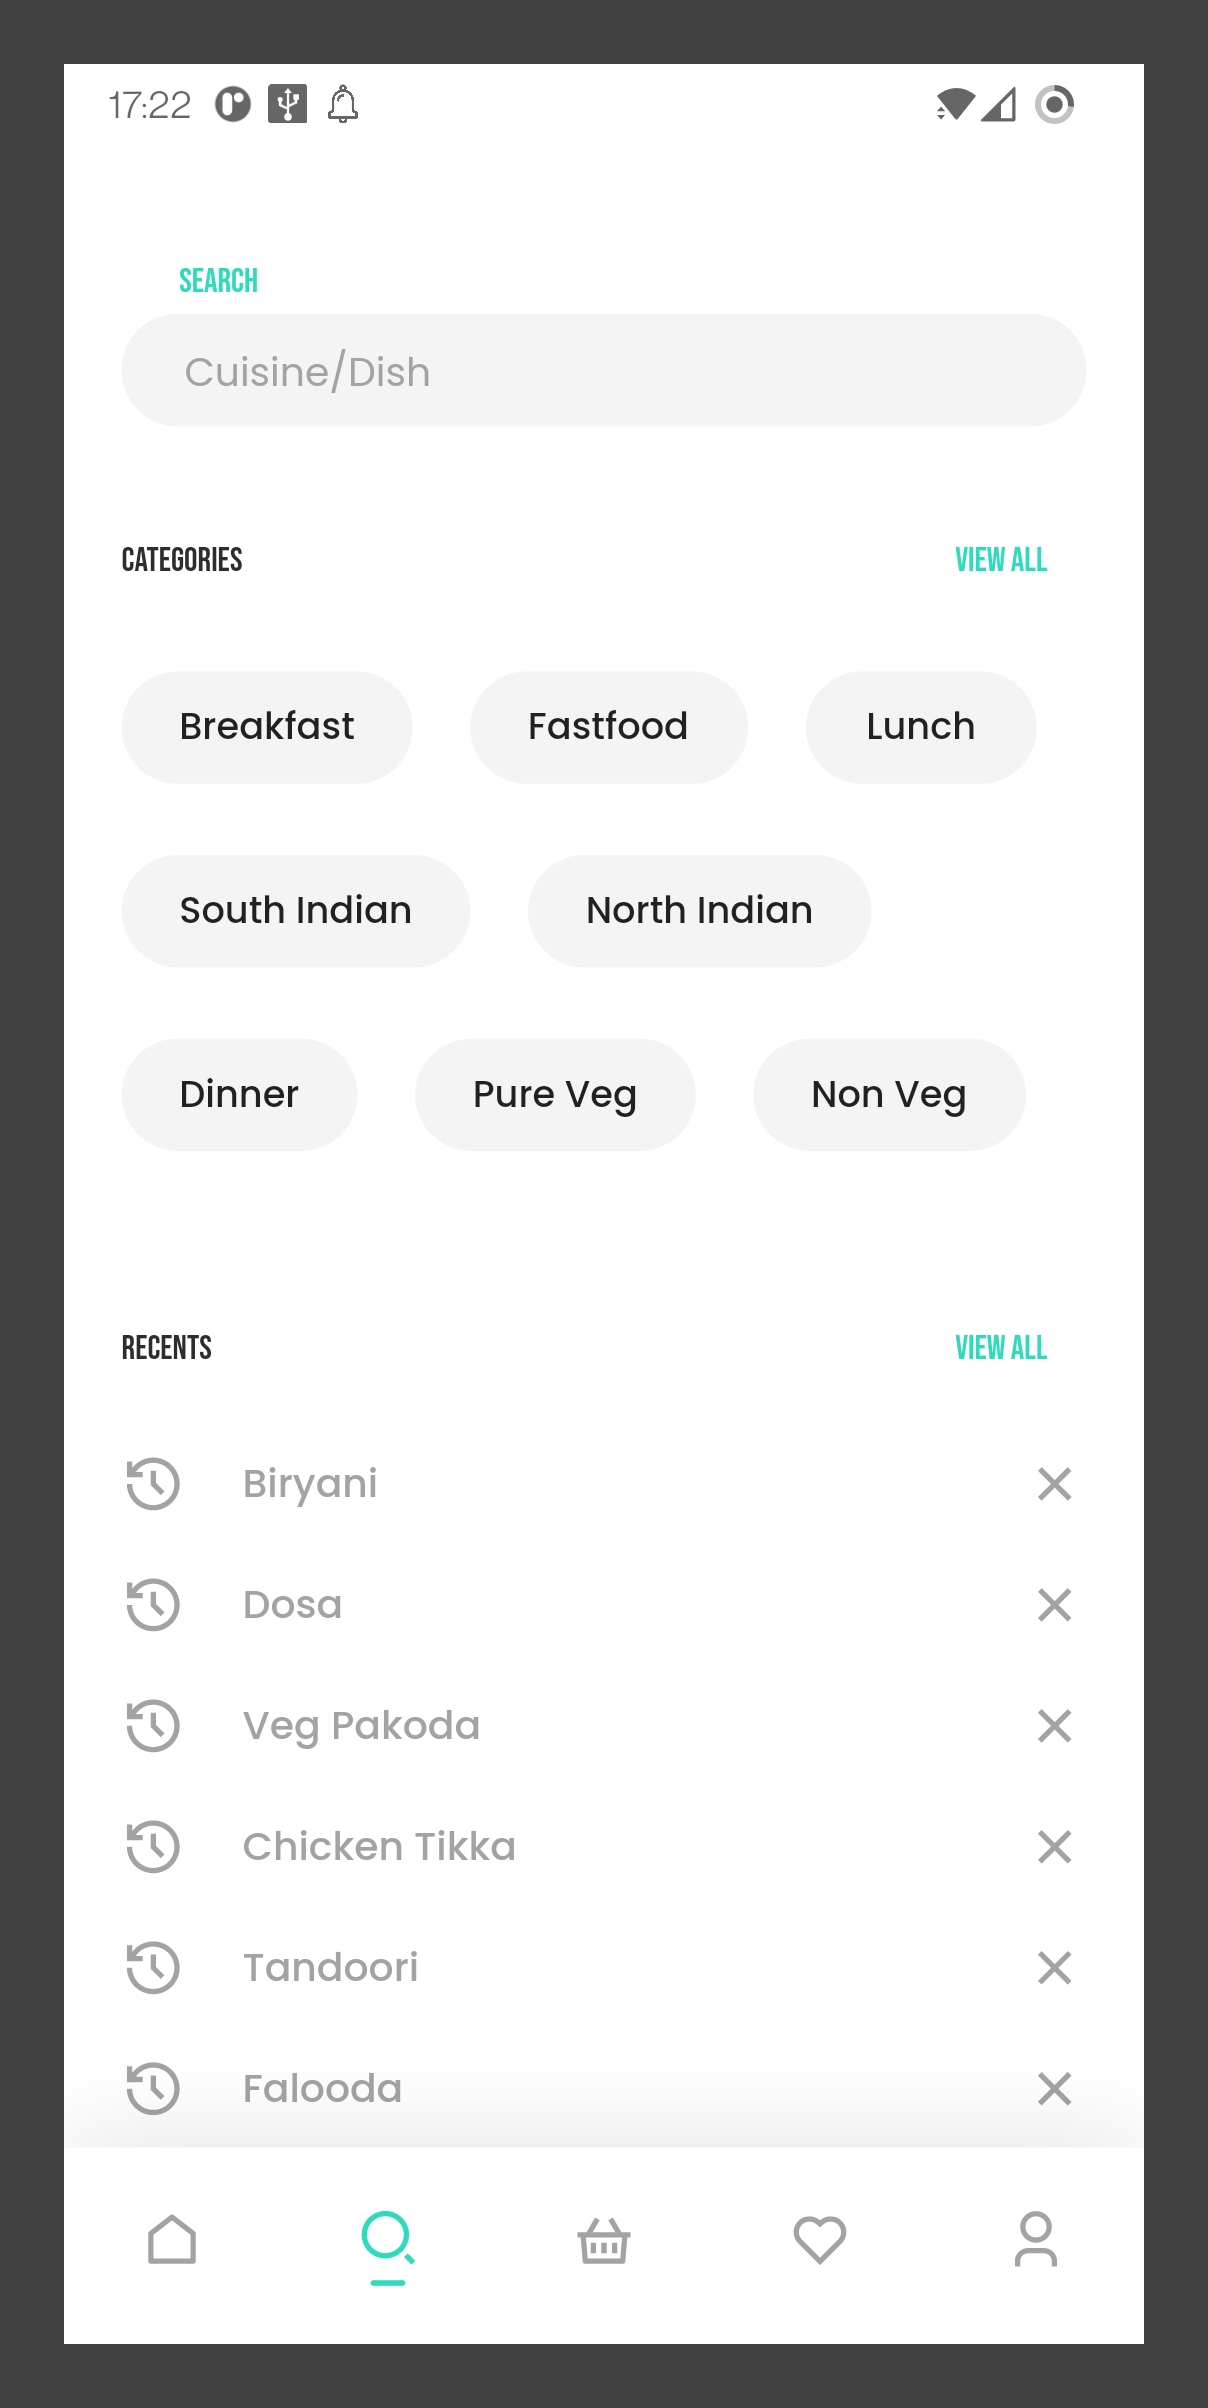 17:22
SEARCH
Cuisine/Dish
CATEGORIES VIEW ALL
Breakfast Fastfood Lunch
South Indian North Indian
Dinner Pure Veg Non Veg
RECENTS VIEW ALL
Biryani
Dosa
Veg Pakoda
Chicken Tikka
Tandoori
Falooda